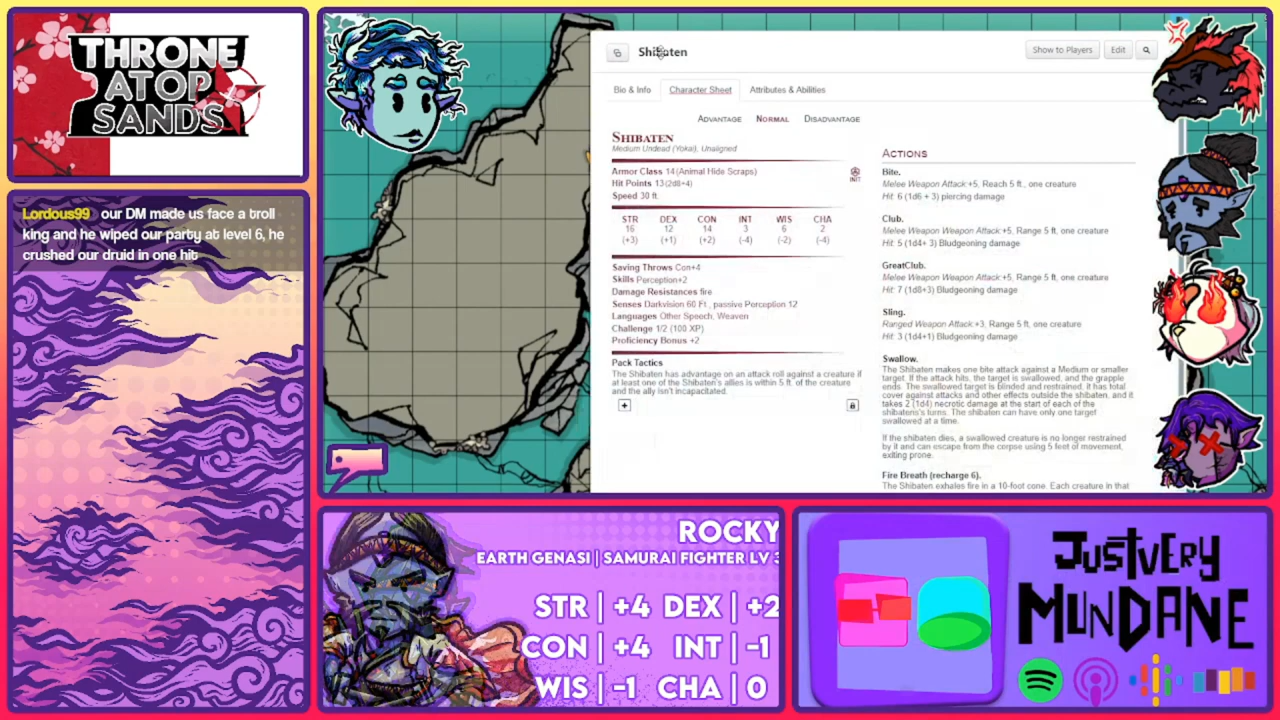 THRONE
ATOP
SANDS
Lordous99 our DM made us face a troll
king and he wiped our party at level 6, he
crushed our druid in one hit
Shibaten
Show to Players
Edit
Bio & Info
Character Sheet
Attributes & Abilities
ADVANTAGE
NORMAL
DISADVANTAGE
SHIBATEN
Medium Undead (Yokai), Unaligned
Armor Class 14 (Animal Hide Scraps)
Hit Points 13 (2d8+4)
Speed 30 ft.
INIT
STR DEX CON INT WIS CHA
16 12 14 3 6 2
(+3) (+1) (+2) (-4) (-2) (-4)
Saving Throws Con+4
Skills Perception+2
Damage Resistances fire
Senses Darkvision 60 Ft., passive Perception 12
Languages Other Speech, Weaven
Challenge 1/2 (100 XP)
Proficiency Bonus +2
Pack Tactics
The Shibaten has advantage on an attack roll against a creature if
at least one of the Shibaten's allies is within 5 ft. of the creature
and the ally isn't incapacitated.
ACTIONS
Bite.
Melee Weapon Attack:+5, Reach 5 ft., one creature
Hit: 6 (1d6 + 3) piercing damage
Club.
Melee Weapon Attack:+5, Range 5 ft, one creature
Hit: 5 (1d4+ 3) Bludgeoning damage
GreatClub.
Melee Weapon Weapon Attack:+5, Range 5 ft, one creature
Hit: 7 (1d8+3) Bludgeoning damage
Sling.
Ranged Weapon Attack:+3, Range 5 ft, one creature
Hit: 3 (1d4+1) Bludgeoning damage
Swallow.
The Shibaten makes one bite attack against a Medium or smaller
target. If the attack hits, the target is swallowed, and the grapple
ends. The swallowed target is blinded and restrained, it has total
cover against attacks and other effects outside the shibaten, and it
takes 2 (1d4) necrotic damage at the start of each of the
shibatens's turns. The shibaten can have only one target
swallowed at a time.
If the shibaten dies, a swallowed creature is no longer restrained
by it and can escape from the corpse using 5 feet of movement,
exiting prone.
Fire Breath (recharge 6).
The Shibaten exhales fire in a 10-foot cone. Each creature in that
ROCKY
EARTH GENASI | SAMURAI FIGHTER LV 3
STR | +4 DEX | +2
CON | +4 INT | -1
WIS | -1 CHA | 0
JUSTVERY
MUNDANE